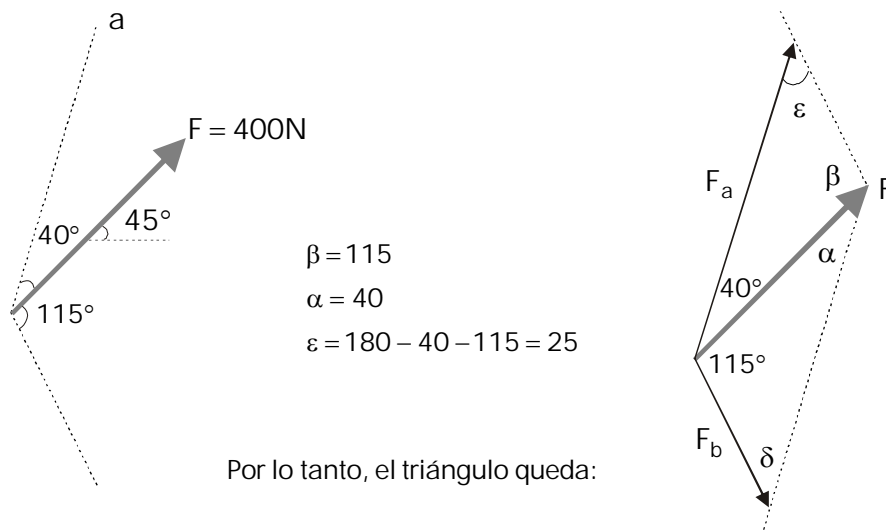 a
F = 400N
45°
40°
115°
β = 115
α = 40
ε = 180 – 40 –115 = 25
ε
F_a
β
F
α
40°
115°
F_b
δ
Por lo tanto, el triángulo queda: